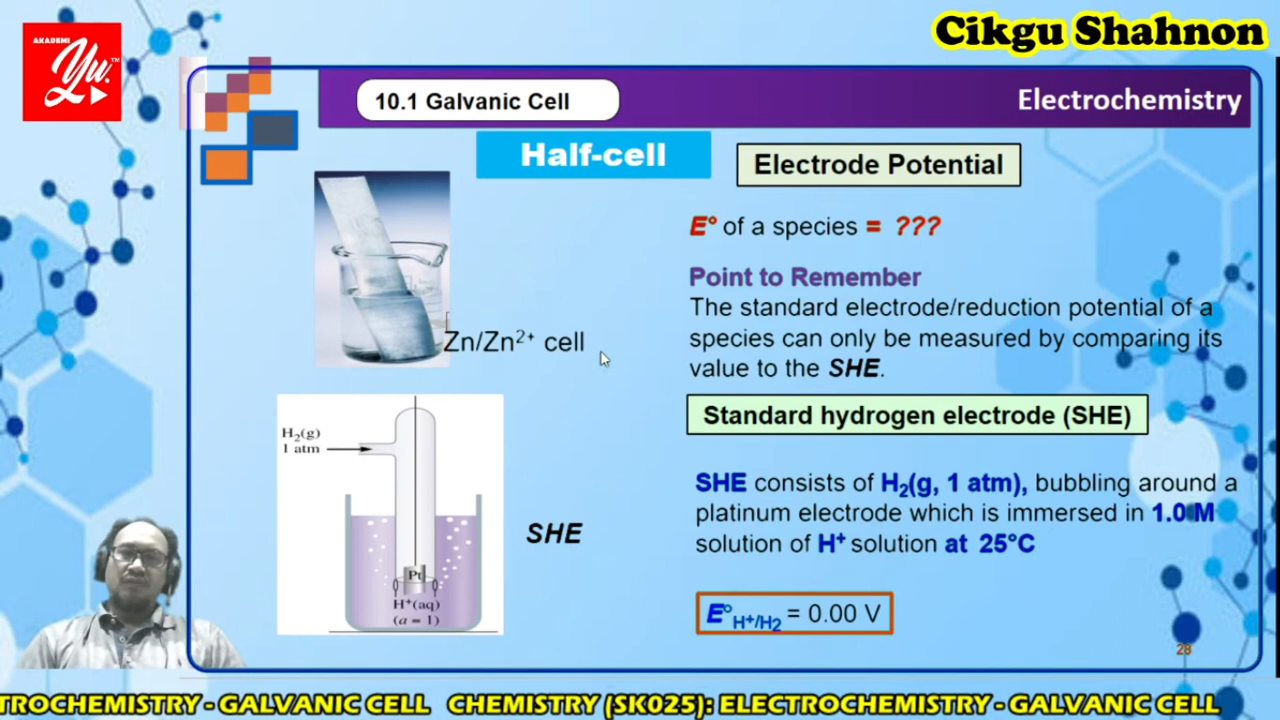 AKADEMI
Yu.™
Cikgu Shahnon
10.1 Galvanic Cell
Electrochemistry
Half-cell
Electrode Potential
E° of a species = ???
Point to Remember
The standard electrode/reduction potential of a
species can only be measured by comparing its
value to the SHE.
Zn/Zn²⁺ cell
Standard hydrogen electrode (SHE)
H₂(g)
1 atm
Pt
H⁺(aq)
(a = 1)
SHE
SHE consists of H₂(g, 1 atm), bubbling around a
platinum electrode which is immersed in 1.0 M
solution of H⁺ solution at 25°C
E°H⁺/H₂ = 0.00 V
28
TROCHEMISTRY - GALVANIC CELL CHEMISTRY (SK025): ELECTROCHEMISTRY - GALVANIC CELL